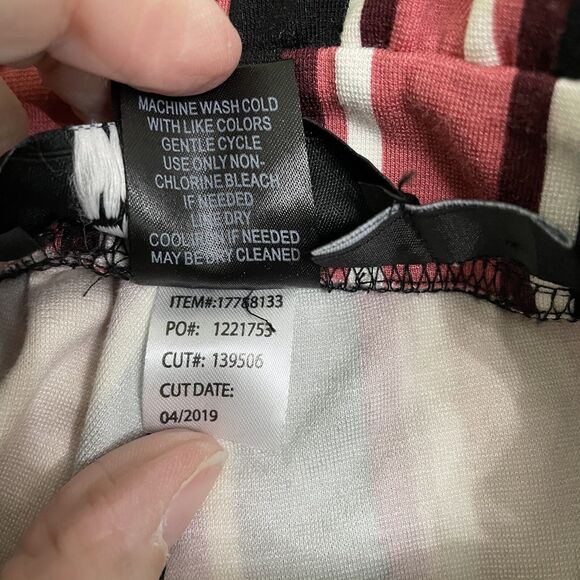 MACHINE WASH COLD
WITH LIKE COLORS
GENTLE CYCLE
USE ONLY NON-
CHLORINE BLEACH
IF NEEDED
LINE DRY
COOL IRON IF NEEDED
MAY BE DRY CLEANED
ITEM#:17788133
PO#: 1221753
CUT#: 139506
CUT DATE:
04/2019